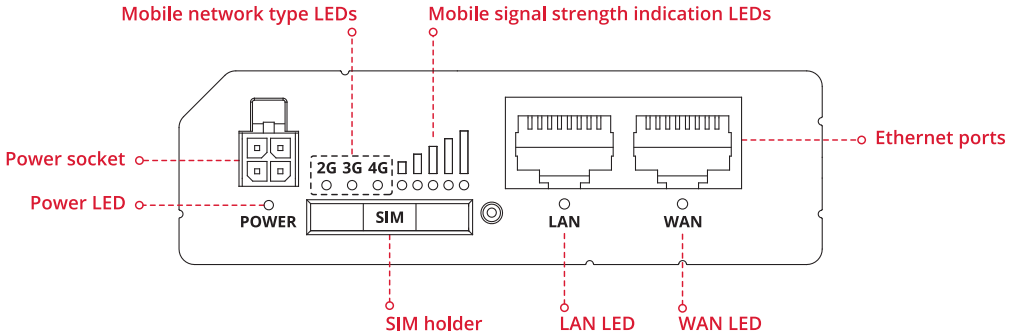 Mobile network type LEDs
Mobile signal strength indication LEDs
Ethernet ports
Power socket
2G 3G 4G
Power LED
POWER
SIM
LAN
WAN
SIM holder
LAN LED
WAN LED